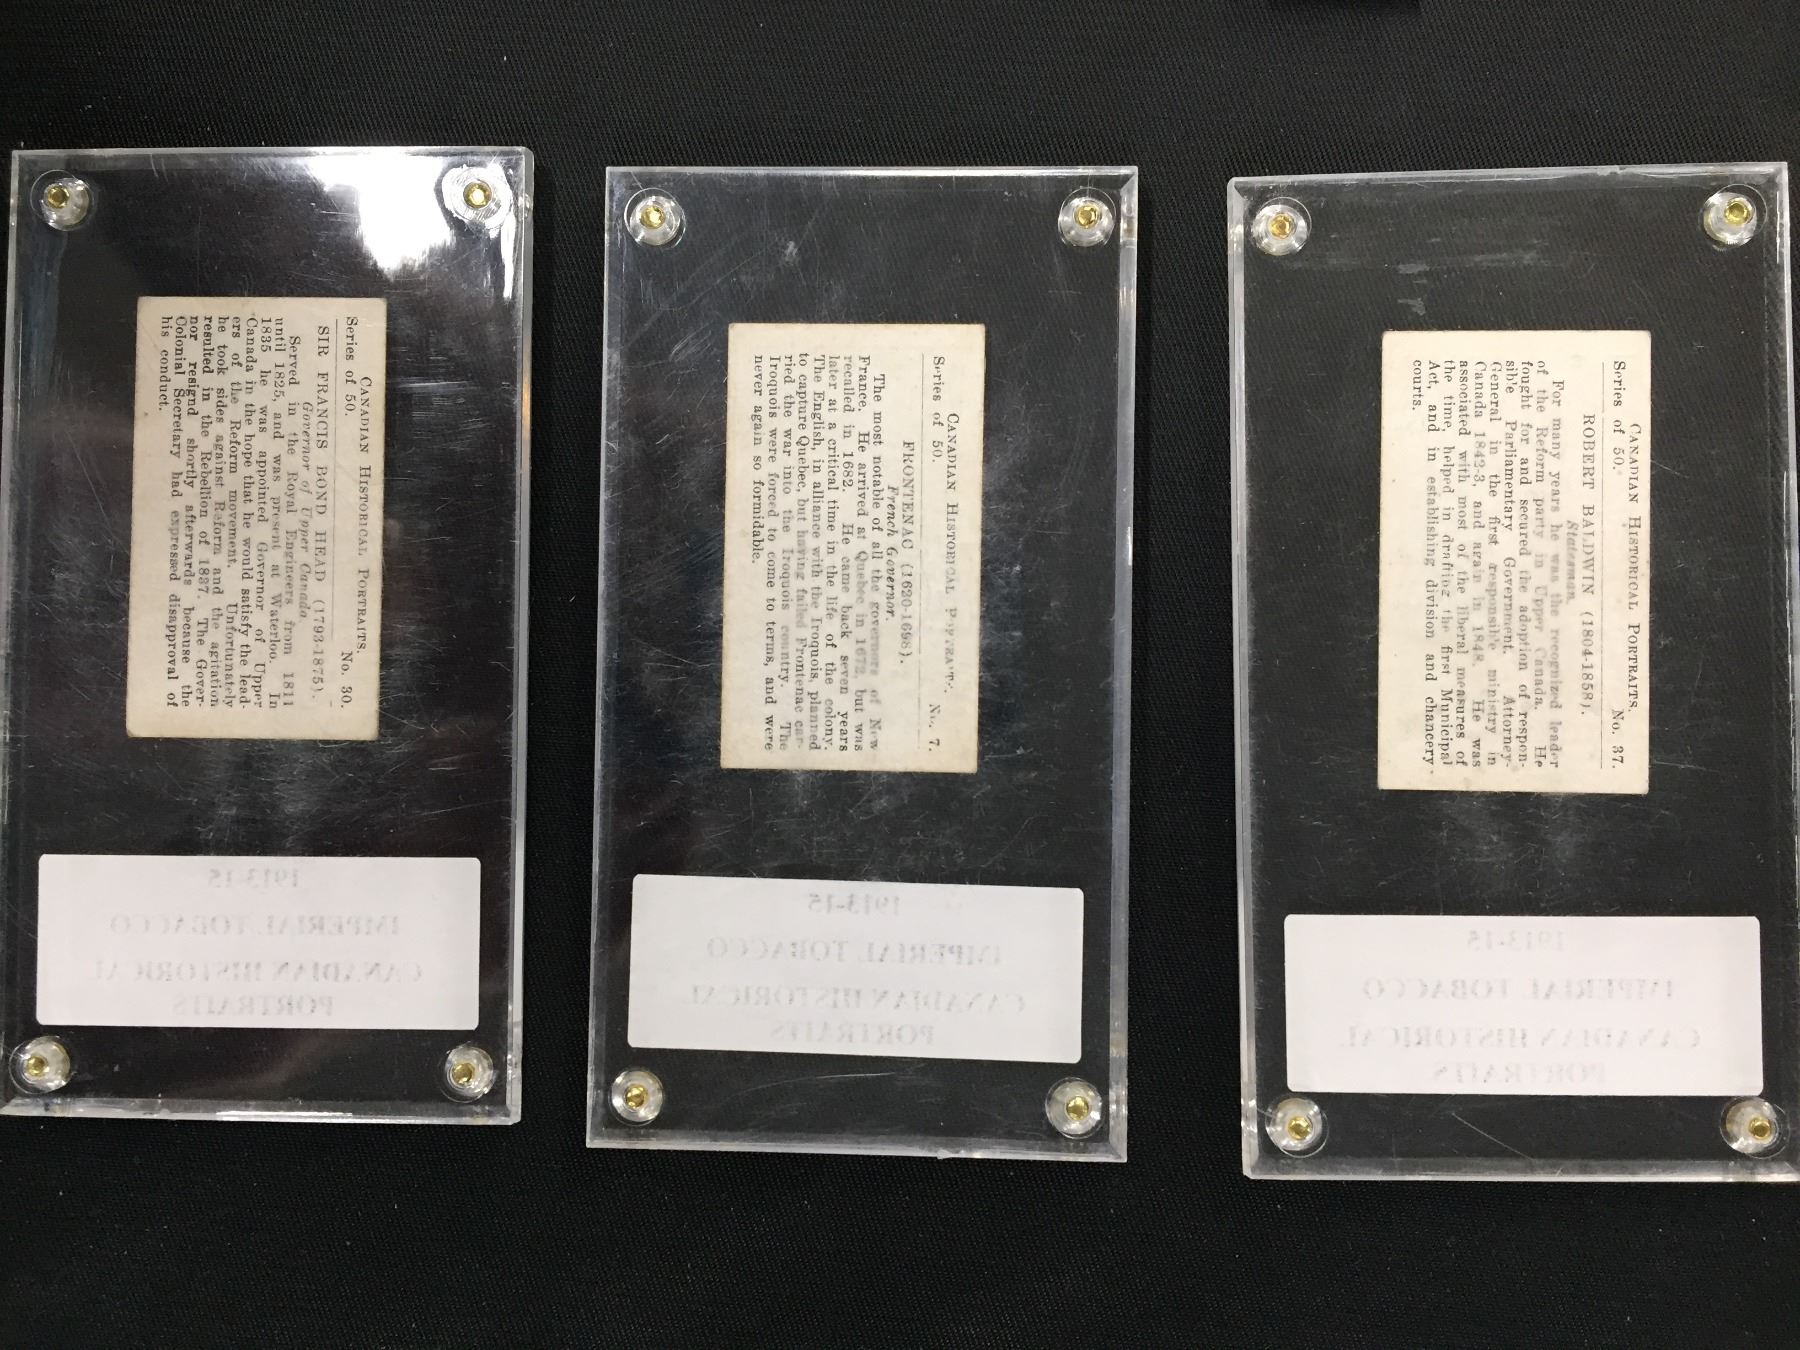 CANADIAN HISTORICAL PORTRAITS.
Series of 50. No. 30.
SIR FRANCIS BOND HEAD (1793-1875).
Governor of Upper Canada.
Served in the Royal Engineers from 1811
until 1825, and was present at Waterloo. In
1835 he was appointed Governor of Upper
Canada in the hope that he would satisfy the lead-
ers of the Reform movement. Unfortunately
he took sides against Reform and the agitation
resulted in the Rebellion of 1837. The Gover-
nor resignd shortly afterwards because the
Colonial Secretary had expressed disapproval of
his conduct.
1913-15
IMPERIAL TOBACCO
CANADIAN HISTORICAL
PORTRAITS
CANADIAN HISTORICAL PORTRAITS.
Series of 50. No. 7.
FRONTENAC (1620-1698).
French Governor.
The most notable of all the governors of New
France. He arrived at Quebec in 1672, but was
recalled in 1682. He came back seven years
later at a critical time in the life of the colony.
The English, in alliance with the Iroquois, planned
to capture Quebec, but having failed Frontenac car-
ried the war into the Iroquois country. The
Iroquois were forced to come to terms, and were
never again so formidable.
1913-15
IMPERIAL TOBACCO
CANADIAN HISTORICAL
PORTRAITS
CANADIAN HISTORICAL PORTRAITS.
Series of 50. No. 37.
ROBERT BALDWIN (1804-1858).
Statesman.
For many years he was the recognized leader
of the Reform party in Upper Canada. He
fought for and secured the adoption of respon-
sible Parliamentary Government. Attorney-
General in the first responsible ministry in
Canada 1842-3, and again in 1848. He was
associated with most of the liberal measures of
the time, helped in drafting the first Municipal
Act, and in establishing division and chancery
courts.
1913-15
IMPERIAL TOBACCO
CANADIAN HISTORICAL
PORTRAITS